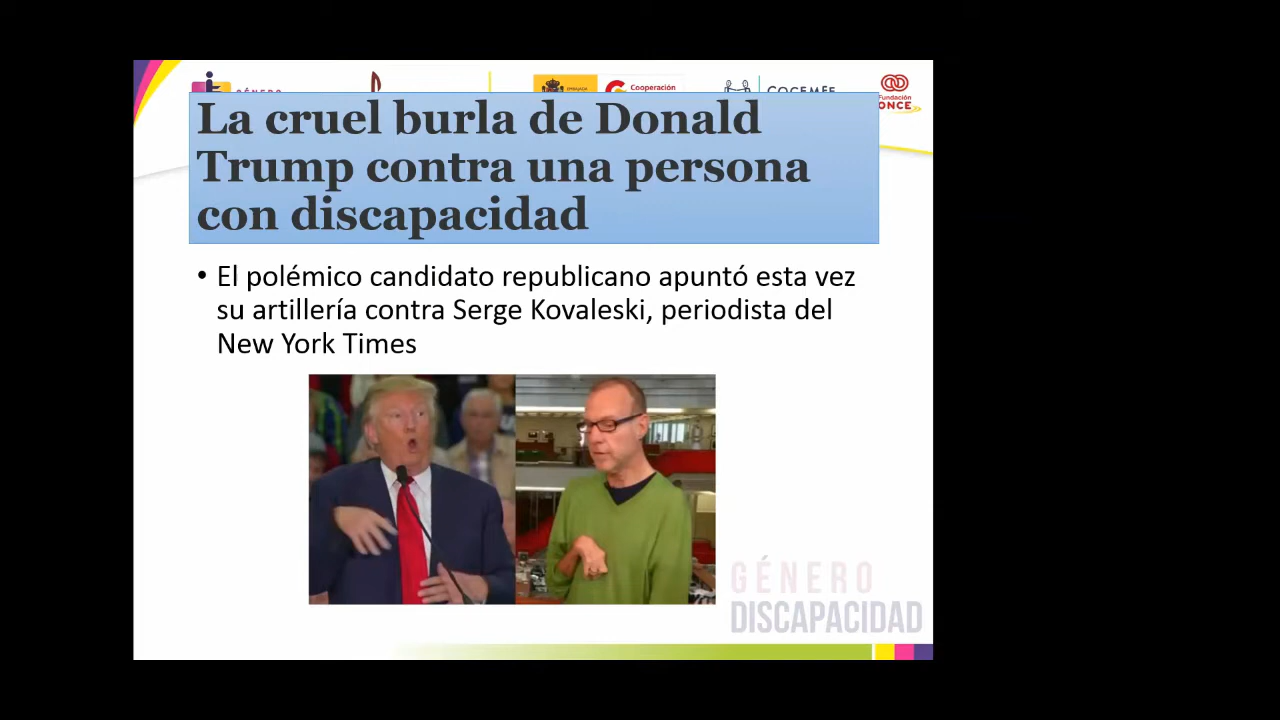 Cooperación
Fundación
ONCE
La cruel burla de Donald
Trump contra una persona
con discapacidad
• El polémico candidato republicano apuntó esta vez
su artillería contra Serge Kovaleski, periodista del
New York Times
GÉNERO
DISCAPACIDAD